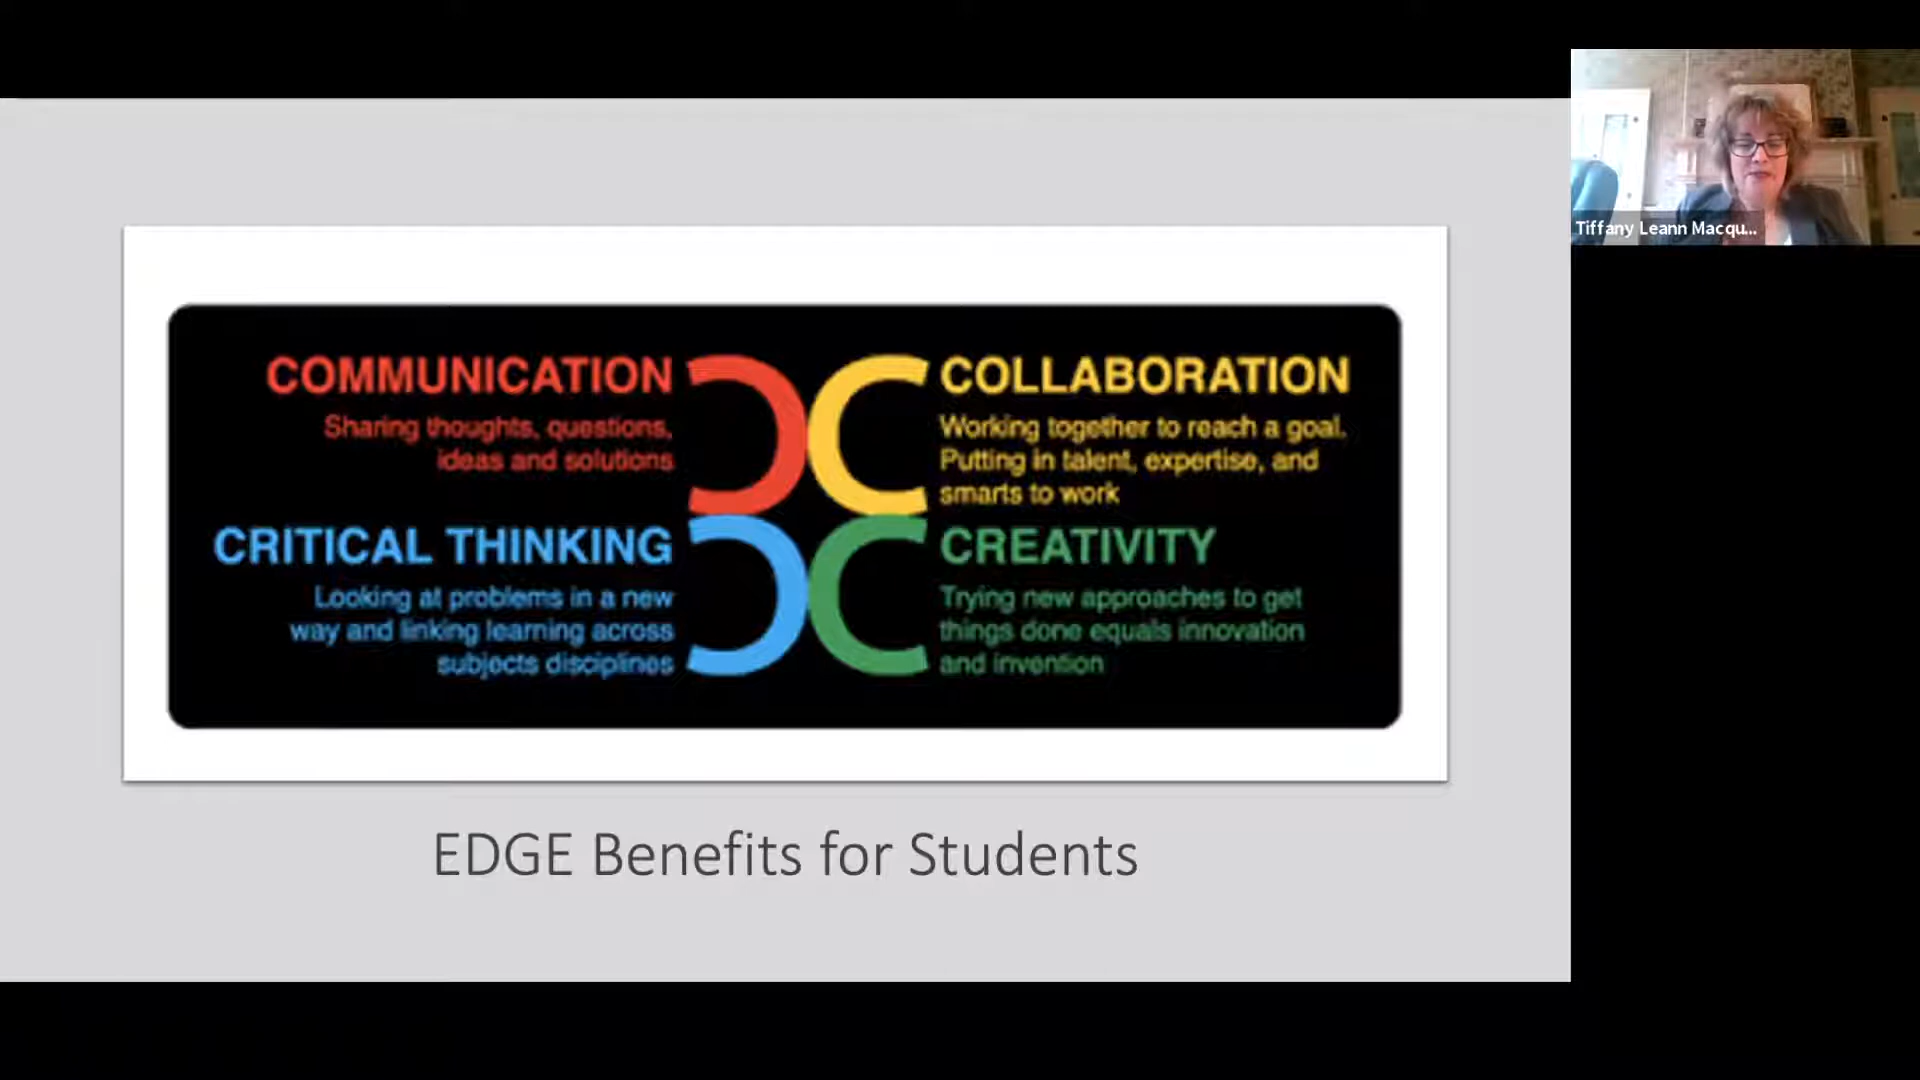 COMMUNICATION
Sharing thoughts, questions,
ideas and solutions
COLLABORATION
Working together to reach a goal.
Putting in talent, expertise, and
smarts to work
CRITICAL THINKING
Looking at problems in a new
way and linking learning across
subjects disciplines
CREATIVITY
Trying new approaches to get
things done equals innovation
and invention
EDGE Benefits for Students
Tiffany Leann Macqu...